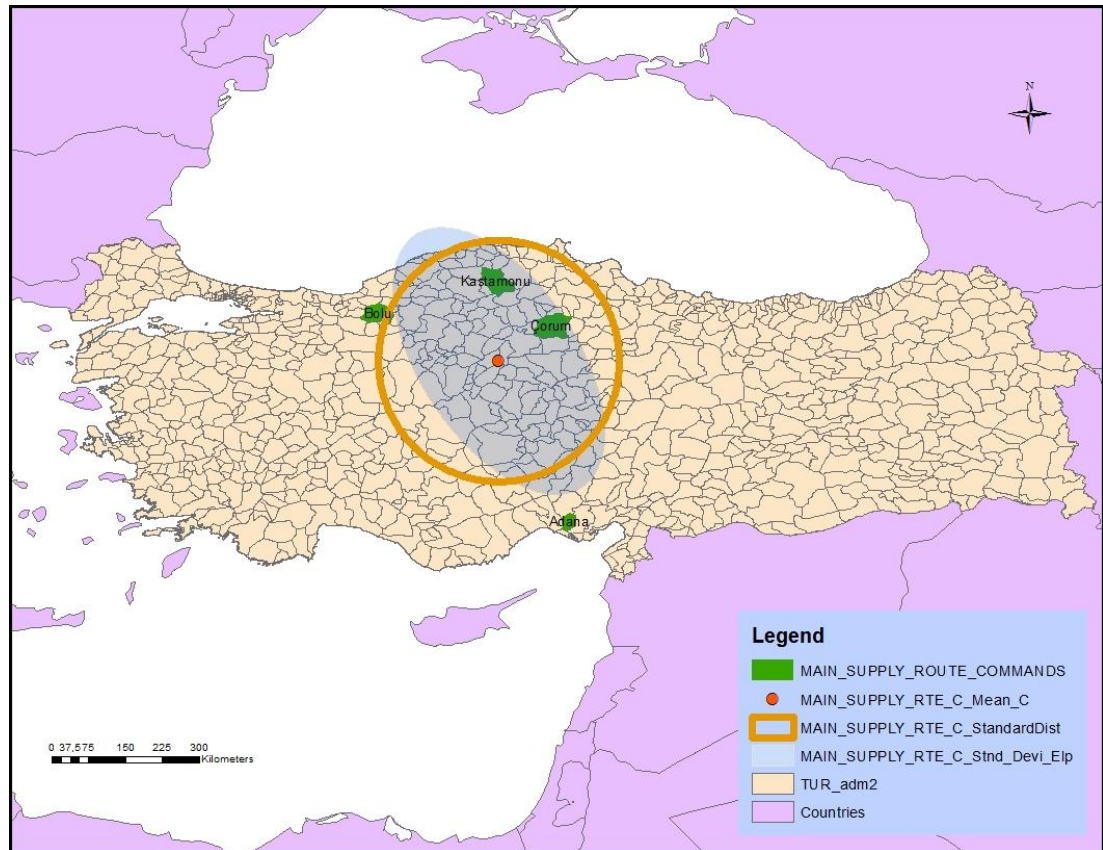 N
Kastamonu
Bolu
Çorum
Adana
Legend
MAIN_SUPPLY_ROUTE_COMMANDS
MAIN_SUPPLY_RTE_C_Mean_C
MAIN_SUPPLY_RTE_C_StandardDist
MAIN_SUPPLY_RTE_C_Stnd_Devi_Elp
TUR_adm2
Countries
0 37,575 150 225 300
Kilometers